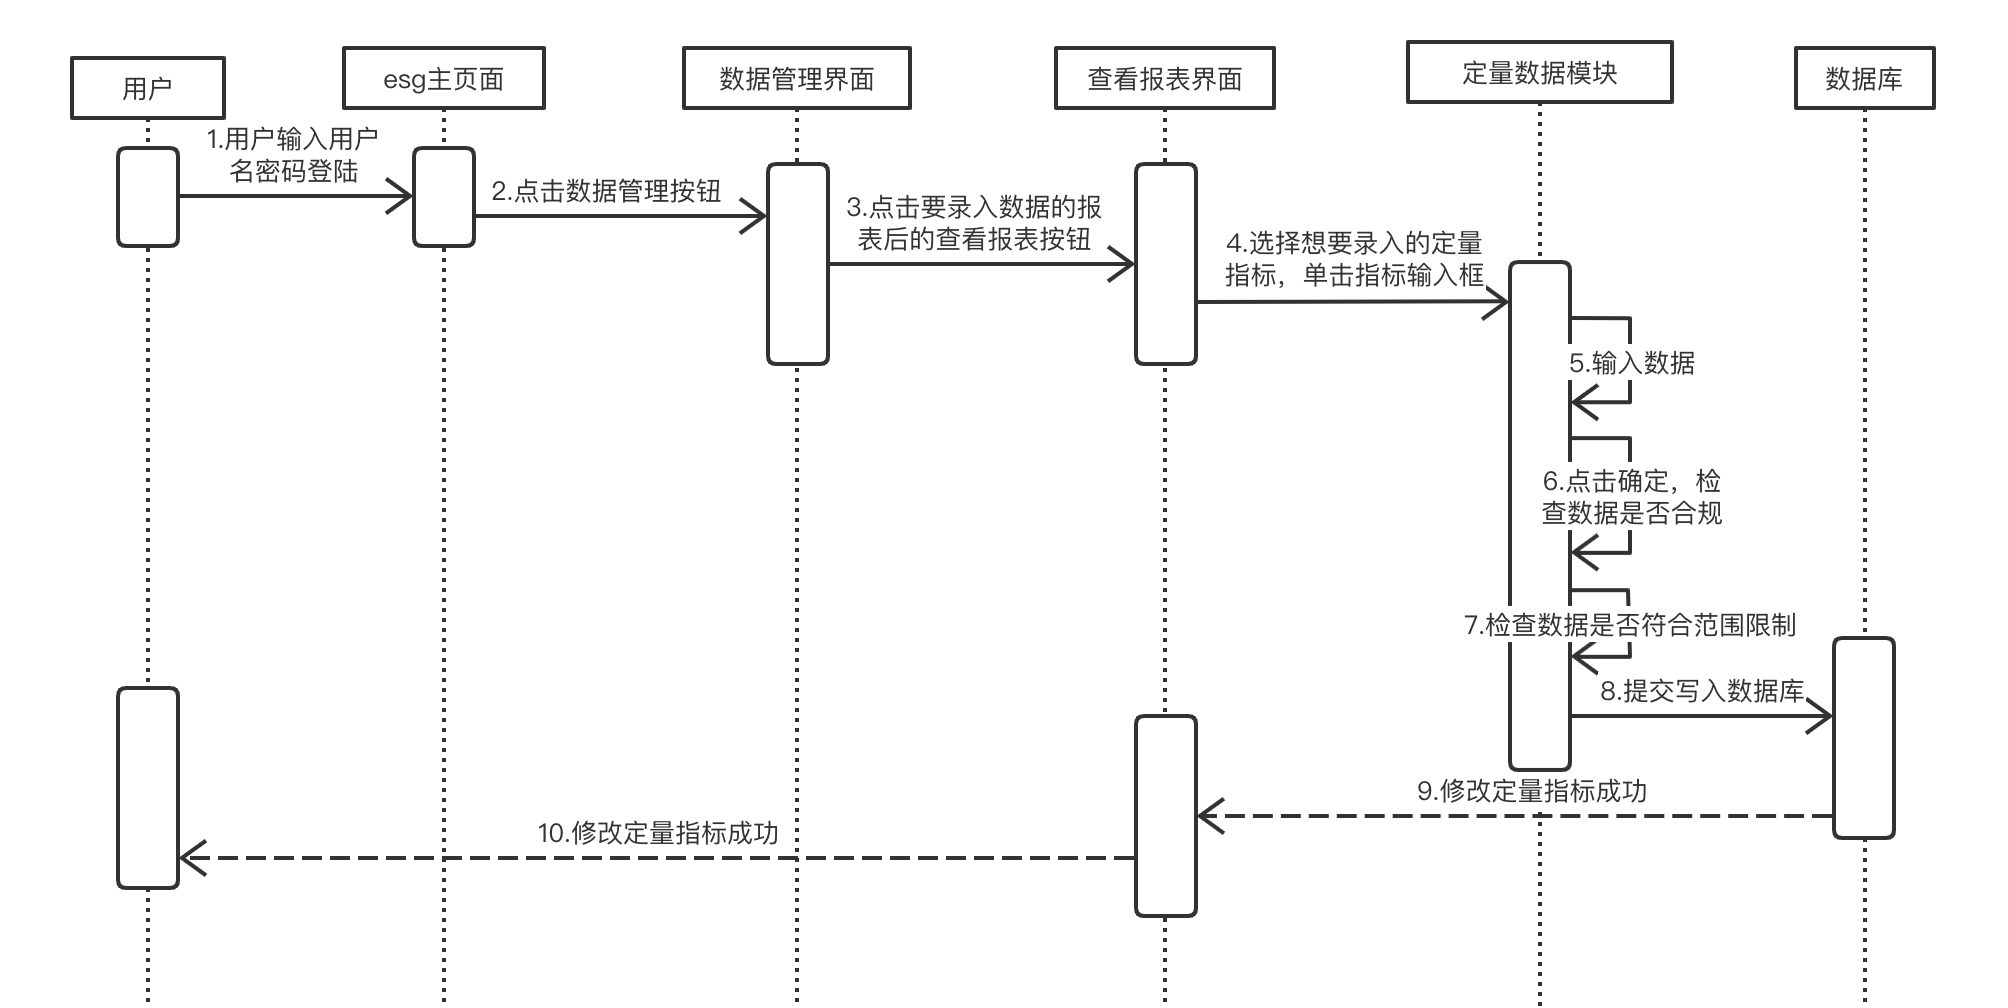 用户
esg主页面
数据管理界面
查看报表界面
定量数据模块
数据库
1.用户输入用户
名密码登陆
2.点击数据管理按钮
3.点击要录入数据的报
表后的查看报表按钮
4.选择想要录入的定量
指标，单击指标输入框
5.输入数据
6.点击确定，检
查数据是否合规
7.检查数据是否符合范围限制
8.提交写入数据库
9.修改定量指标成功
10.修改定量指标成功